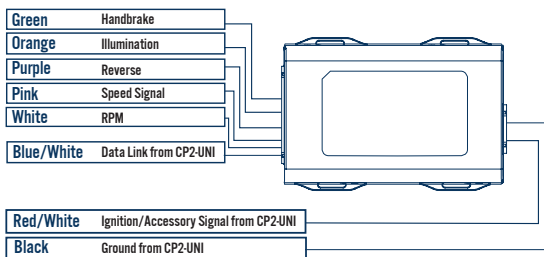 Green Handbrake
Orange Illumination
Purple Reverse
Pink Speed Signal
White RPM
Blue/White Data Link from CP2-UNI
Red/White Ignition/Accessory Signal from CP2-UNI
Black Ground from CP2-UNI